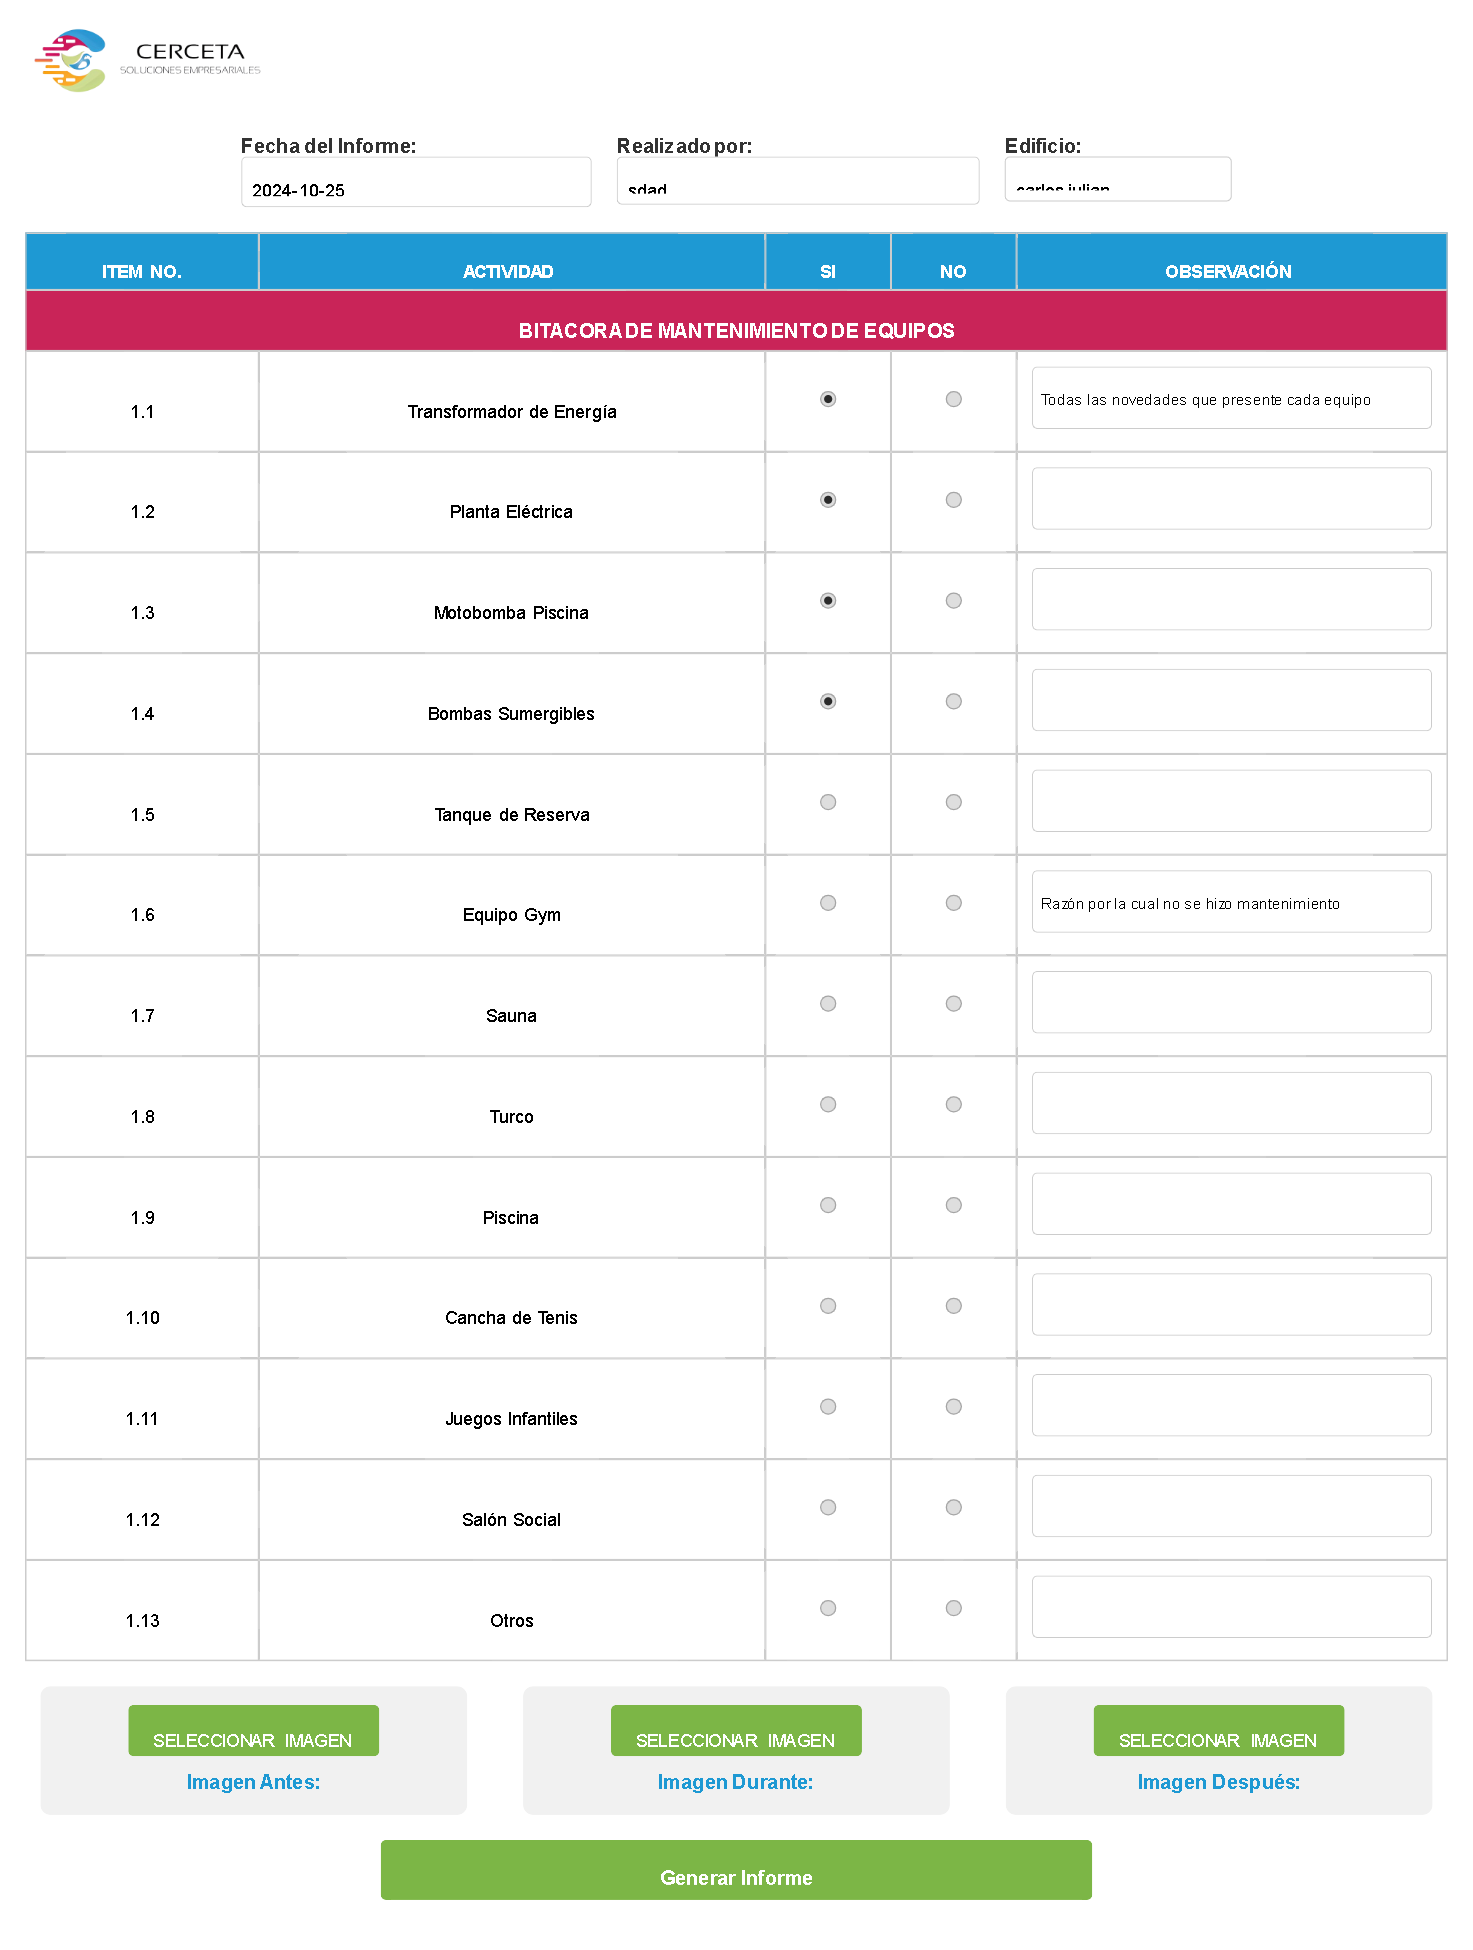 CERCETA
SOLUCIONES EMPRESARIALES
Fecha del Informe: Realizado por: Edificio:
2024-10-25 sdad carlos julian
ITEM NO. ACTIVIDAD SI NO OBSERVACIÓN
BITACORA DE MANTENIMIENTO DE EQUIPOS
1.1 Transformador de Energía Todas las novedades que presente cada equipo
1.2 Planta Eléctrica
1.3 Motobomba Piscina
1.4 Bombas Sumergibles
1.5 Tanque de Reserva
1.6 Equipo Gym Razón por la cual no se hizo mantenimiento
1.7 Sauna
1.8 Turco
1.9 Piscina
1.10 Cancha de Tenis
1.11 Juegos Infantiles
1.12 Salón Social
1.13 Otros
SELECCIONAR IMAGEN SELECCIONAR IMAGEN SELECCIONAR IMAGEN
Imagen Antes: Imagen Durante: Imagen Después:
Generar Informe